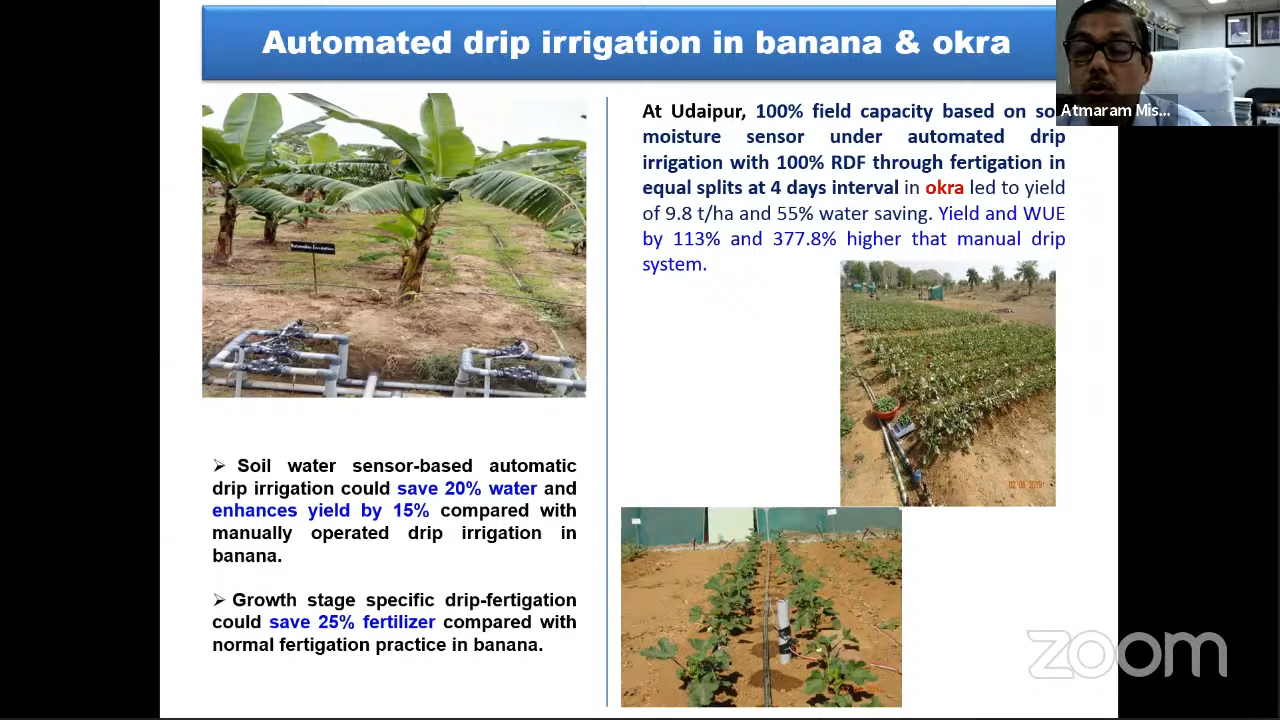 Automated drip irrigation in banana & okra
Atmaram Mis...
At Udaipur, 100% field capacity based on so
moisture sensor under automated drip
irrigation with 100% RDF through fertigation in
equal splits at 4 days interval in okra led to yield
of 9.8 t/ha and 55% water saving. Yield and WUE
by 113% and 377.8% higher that manual drip
system.
➢ Soil water sensor-based automatic
drip irrigation could save 20% water and
enhances yield by 15% compared with
manually operated drip irrigation in
banana.
➢ Growth stage specific drip-fertigation
could save 25% fertilizer compared with
normal fertigation practice in banana.
zoom